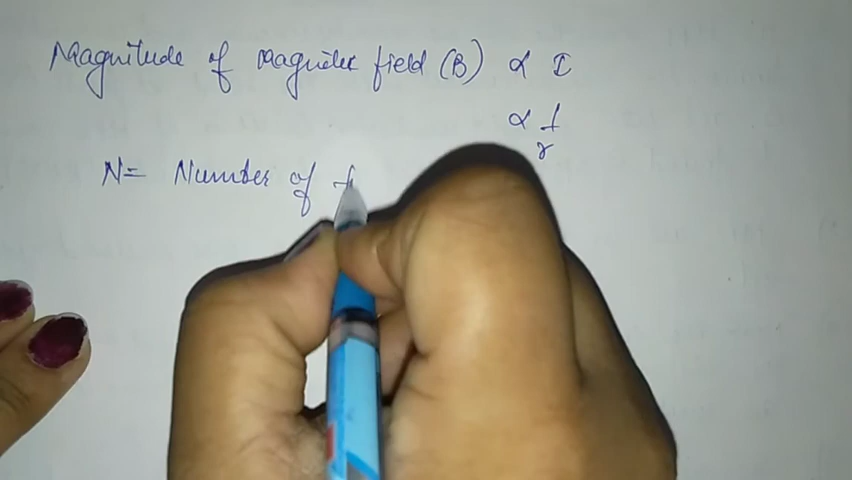 Magnitude of Magnetic field (B) ∝ I
∝ 1/r
N = Number of t